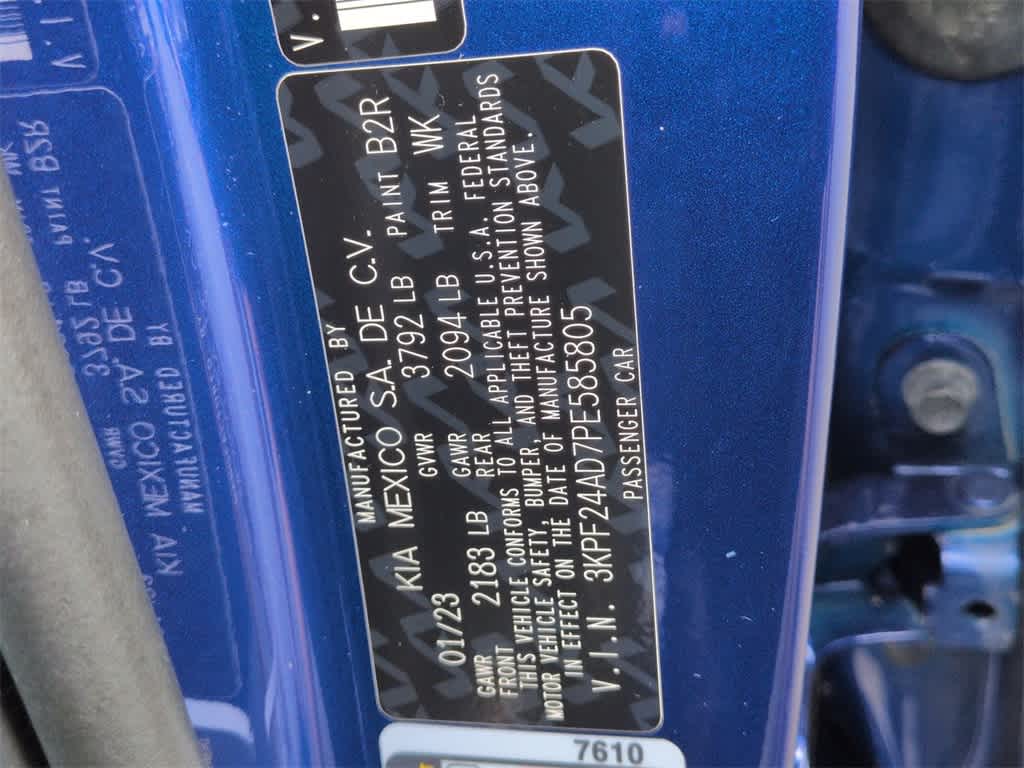 V.I.N
MANUFACTURED BY
KIA MEXICO S.A. DE C.V.
01/23 GVWR 3792 LB PAINT B2R
GAWR FRONT 2183 LB GAWR REAR 2094 LB TRIM WK
THIS VEHICLE CONFORMS TO ALL APPLICABLE U.S.A. FEDERAL
MOTOR VEHICLE SAFETY, BUMPER, AND THEFT PREVENTION STANDARDS
IN EFFECT ON THE DATE OF MANUFACTURE SHOWN ABOVE.
V.I.N. 3KPF24AD7PE585805
PASSENGER CAR
7610